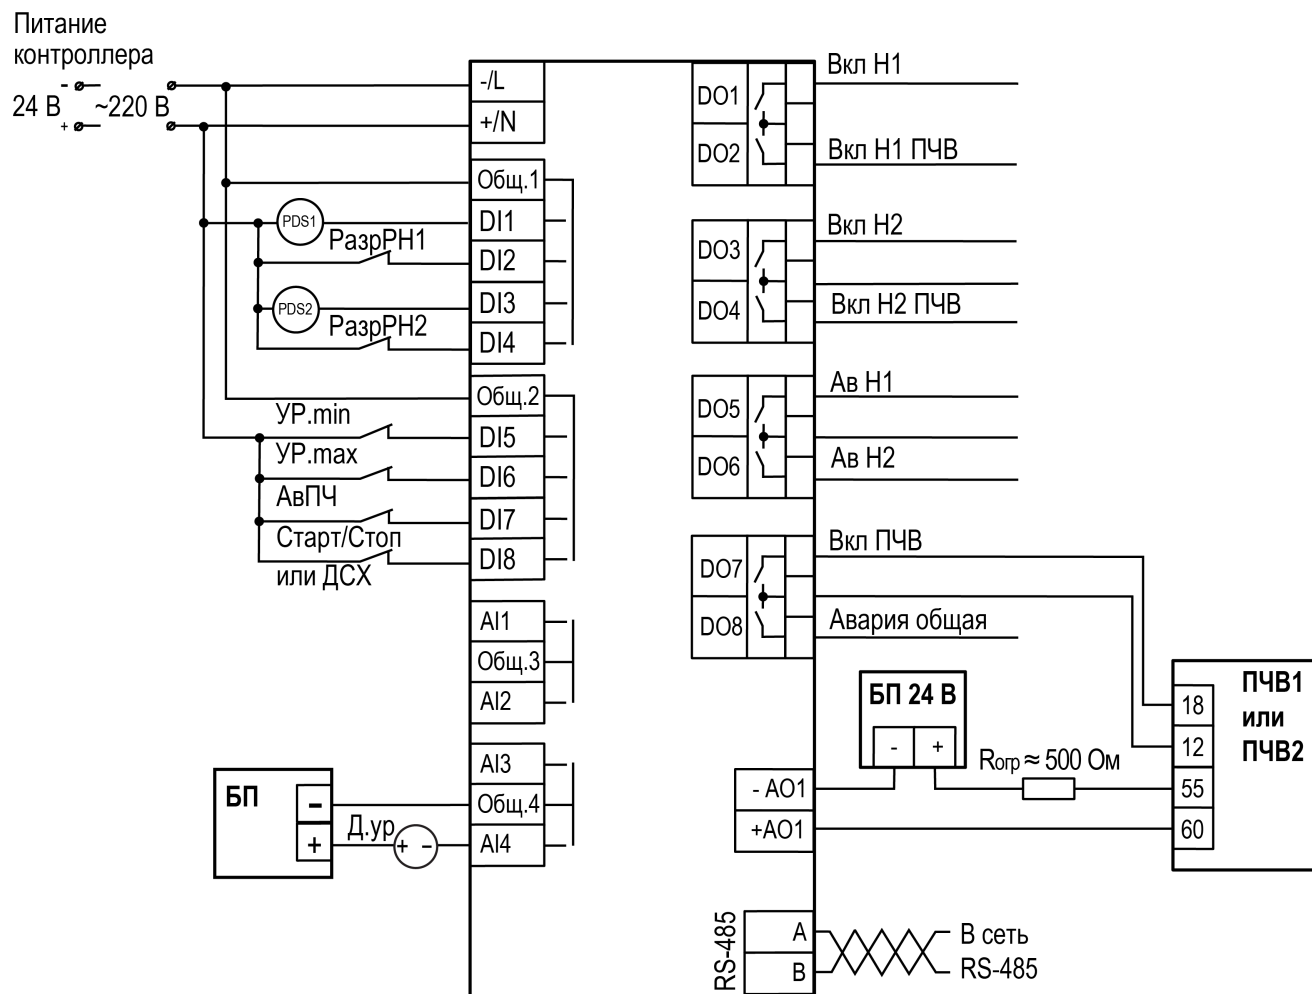 Питание
контроллера
-
24 В
+
~220 В
-/L
+/N
Общ.1
PDS1
DI1
РазрРН1
DI2
PDS2
DI3
РазрРН2
DI4
Общ.2
УР.min
DI5
УР.max
DI6
АвПЧ
DI7
Старт/Стоп
или ДСХ
DI8
AI1
Общ.3
AI2
AI3
БП
-
+
Д.ур
+ -
Общ.4
AI4
DO1
Вкл Н1
DO2
Вкл Н1 ПЧВ
DO3
Вкл Н2
DO4
Вкл Н2 ПЧВ
DO5
Ав Н1
DO6
Ав Н2
DO7
Вкл ПЧВ
DO8
Авария общая
БП 24 В
- +
Rогр ≈ 500 Ом
- AO1
+AO1
18
12
55
60
ПЧВ1
или
ПЧВ2
RS-485
A
B
В сеть
RS-485